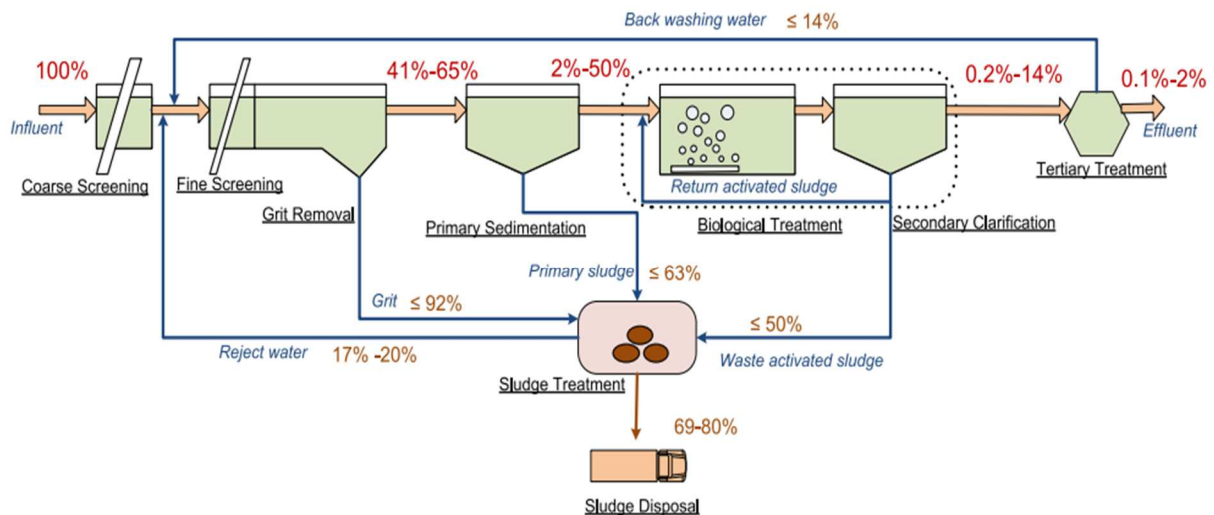 Back washing water ≤ 14%
100%
41%-65%
2%-50%
0.2%-14%
0.1%-2%
Influent
Effluent
Coarse Screening
Fine Screening
Tertiary Treatment
Return activated sludge
Grit Removal
Primary Sedimentation
Biological Treatment
Secondary Clarification
Primary sludge ≤ 63%
Grit ≤ 92%
≤ 50%
Reject water 17% -20%
Waste activated sludge
Sludge Treatment
69-80%
Sludge Disposal